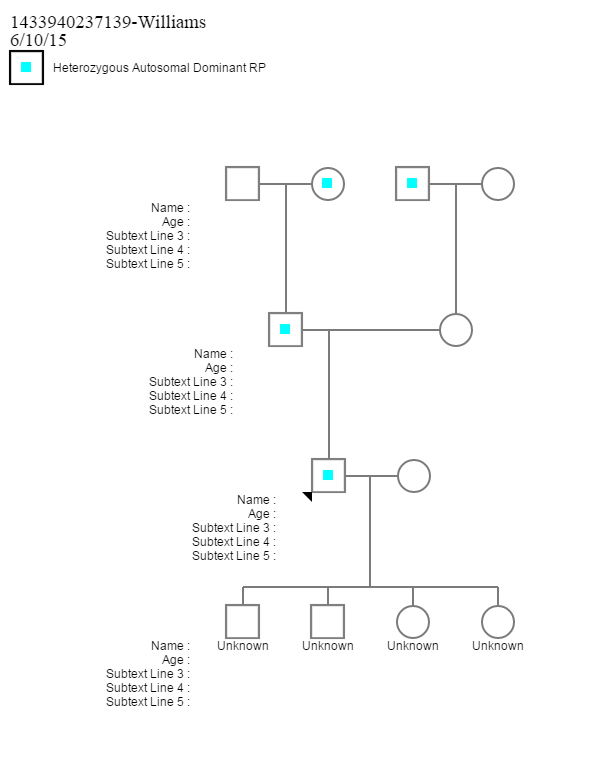 1433940237139-Williams
6/10/15
Heterozygous Autosomal Dominant RP
Name :
Age :
Subtext Line 3 :
Subtext Line 4 :
Subtext Line 5 :
Name :
Age :
Subtext Line 3 :
Subtext Line 4 :
Subtext Line 5 :
Name :
Age :
Subtext Line 3 :
Subtext Line 4 :
Subtext Line 5 :
Name : Unknown Unknown Unknown Unknown
Age :
Subtext Line 3 :
Subtext Line 4 :
Subtext Line 5 :